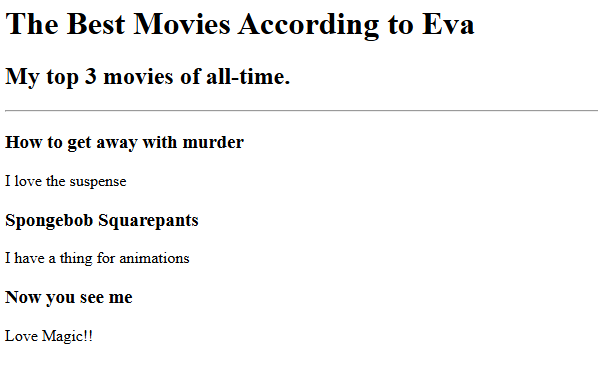 The Best Movies According to Eva
My top 3 movies of all-time.
How to get away with murder
I love the suspense
Spongebob Squarepants
I have a thing for animations
Now you see me
Love Magic!!